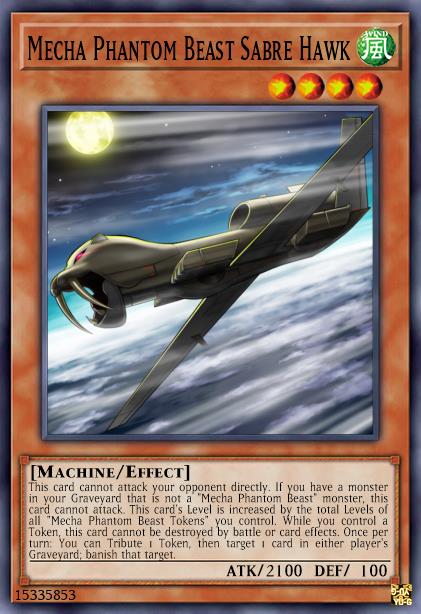 Mecha Phantom Beast Sabre Hawk
WIND
風
[Machine/Effect]
This card cannot attack your opponent directly. If you have a monster
in your Graveyard that is not a "Mecha Phantom Beast" monster, this
card cannot attack. This card's Level is increased by the total Levels of
all "Mecha Phantom Beast Tokens" you control. While you control a
Token, this card cannot be destroyed by battle or card effects. Once per
turn: You can Tribute 1 Token, then target 1 card in either player's
Graveyard; banish that target.
ATK/2100 DEF/ 100
15335853